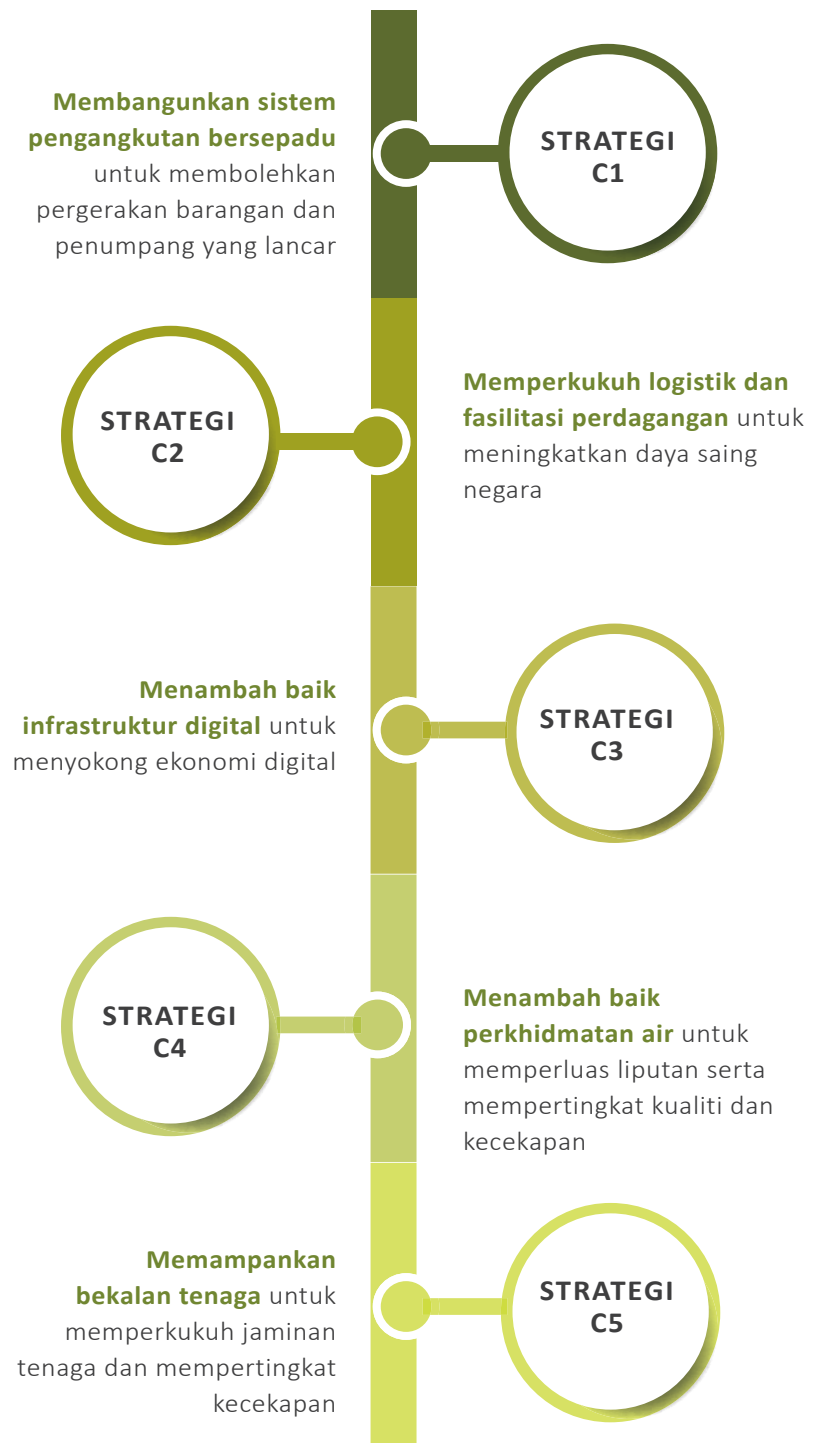 Membangunkan sistem
pengangkutan bersepadu
untuk membolehkan
pergerakan barangan dan
penumpang yang lancar
STRATEGI
C1
STRATEGI
C2
Memperkukuh logistik dan
fasilitasi perdagangan untuk
meningkatkan daya saing
negara
Menambah baik
infrastruktur digital untuk
menyokong ekonomi digital
STRATEGI
C3
STRATEGI
C4
Menambah baik
perkhidmatan air untuk
memperluas liputan serta
mempertingkat kualiti dan
kecekapan
Memampankan
bekalan tenaga untuk
memperkukuh jaminan
tenaga dan mempertingkat
kecekapan
STRATEGI
C5